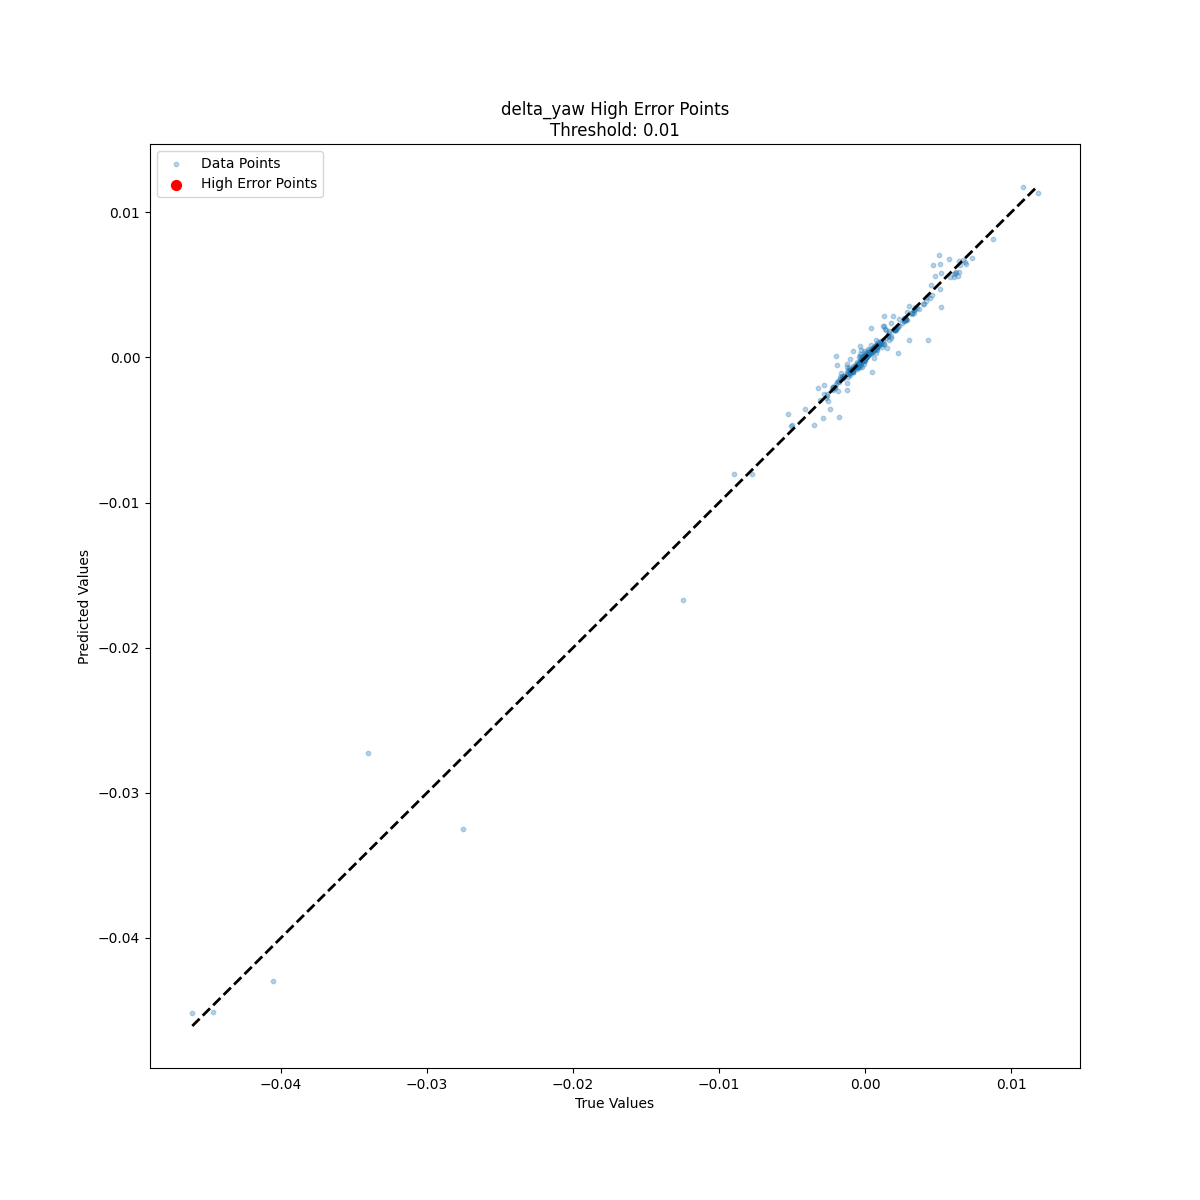 delta_yaw High Error Points
Threshold: 0.01
Data Points
High Error Points
0.01
0.00
−0.01
−0.02
−0.03
−0.04
Predicted Values
−0.04
−0.03
−0.02
−0.01
0.00
0.01
True Values